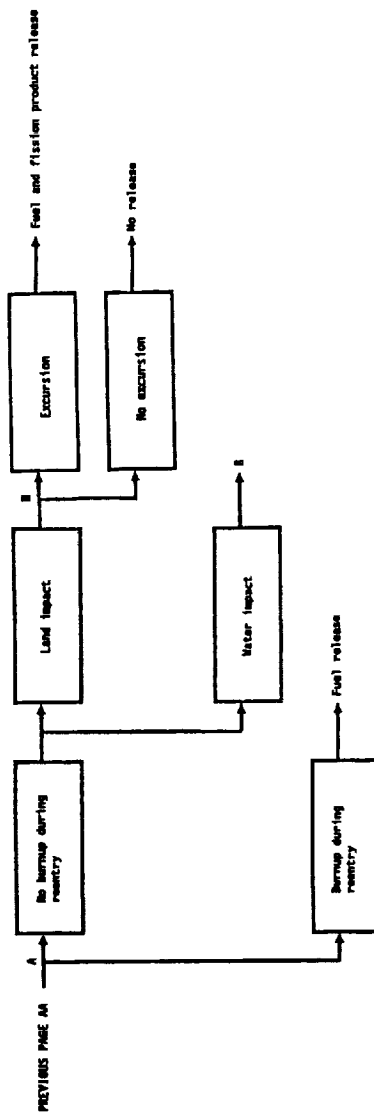 PREVIOUS PAGE AA
A
No burnup during
reentry
Land impact
B
Excursion
Fuel and fission product release
No excursion
No release
Water impact
B
Burnup during
reentry
Fuel release